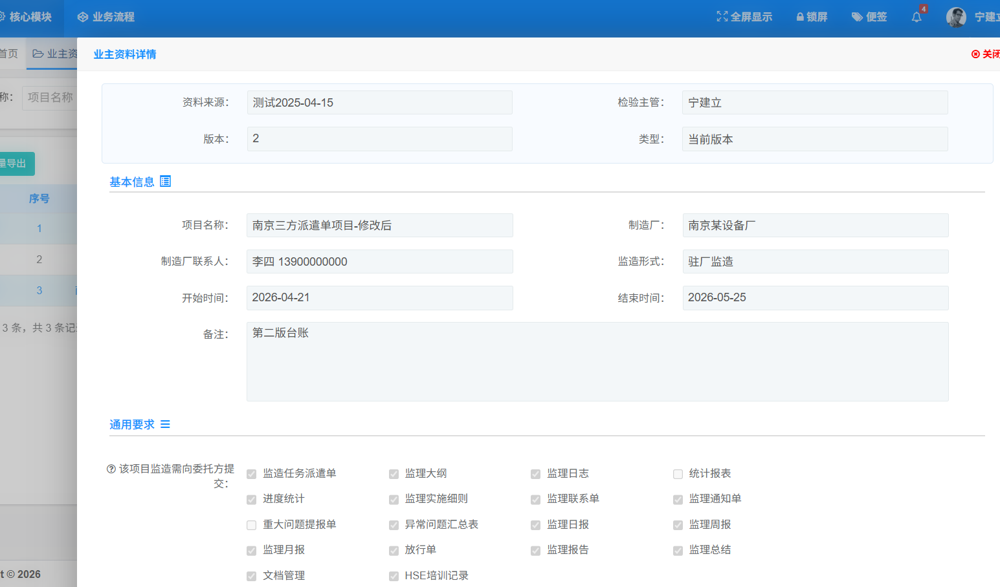 核心模块
业务流程
全屏显示
锁屏
便签
4
宁建立
首页
业主资
业主资料详情
关闭
称：
项目名称
量导出
序号
1
2
3
3 条，共 3 条记
t © 2026
资料来源：
测试2025-04-15
检验主管：
宁建立
版本：
2
类型：
当前版本
基本信息
项目名称：
南京三方派遣单项目-修改后
制造厂：
南京某设备厂
制造厂联系人：
李四 13900000000
监造形式：
驻厂监造
开始时间：
2026-04-21
结束时间：
2026-05-25
备注：
第二版台账
通用要求
该项目监造需向委托方提
交：
监造任务派遣单
监理大纲
监理日志
统计报表
进度统计
监理实施细则
监理联系单
监理通知单
重大问题提报单
异常问题汇总表
监理日报
监理周报
监理月报
放行单
监理报告
监理总结
文档管理
HSE培训记录